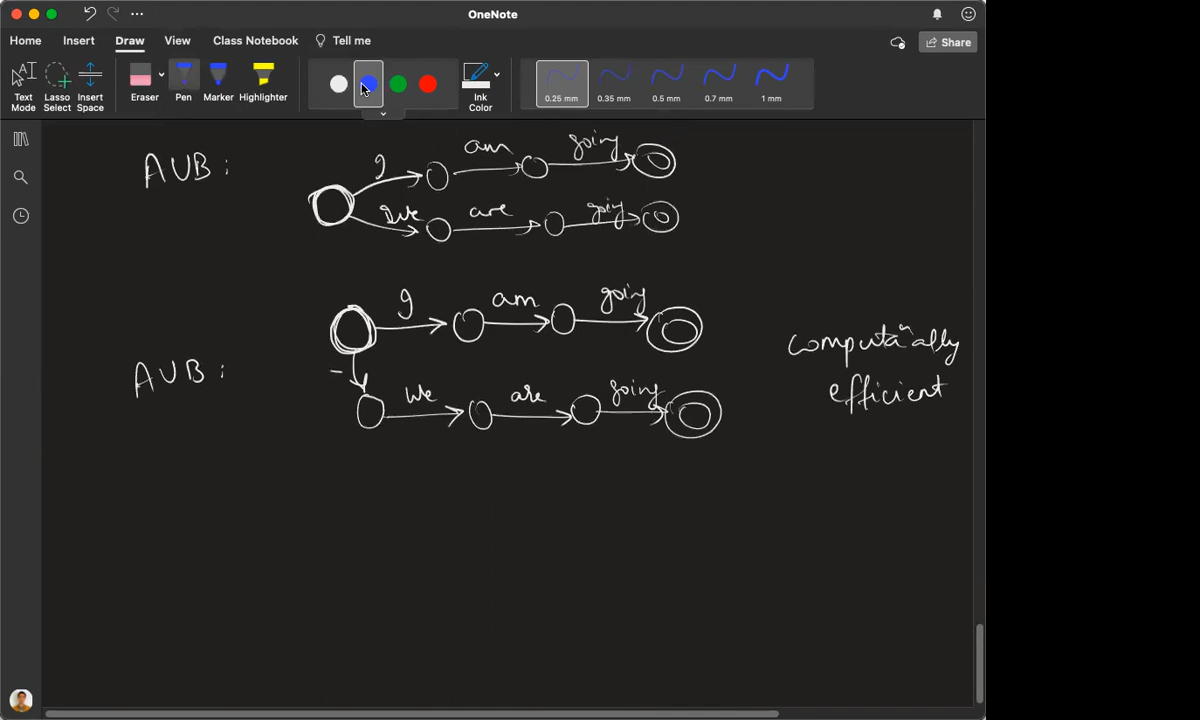 OneNote
Home Insert Draw View Class Notebook Tell me
Share
Text Mode
Lasso Select
Insert Space
Eraser
Pen
Marker
Highlighter
Ink Color
0.25 mm 0.35 mm 0.5 mm 0.7 mm 1 mm
AUB :
I am going
We are going
I am going
computationally
efficient
AUB :
We are going